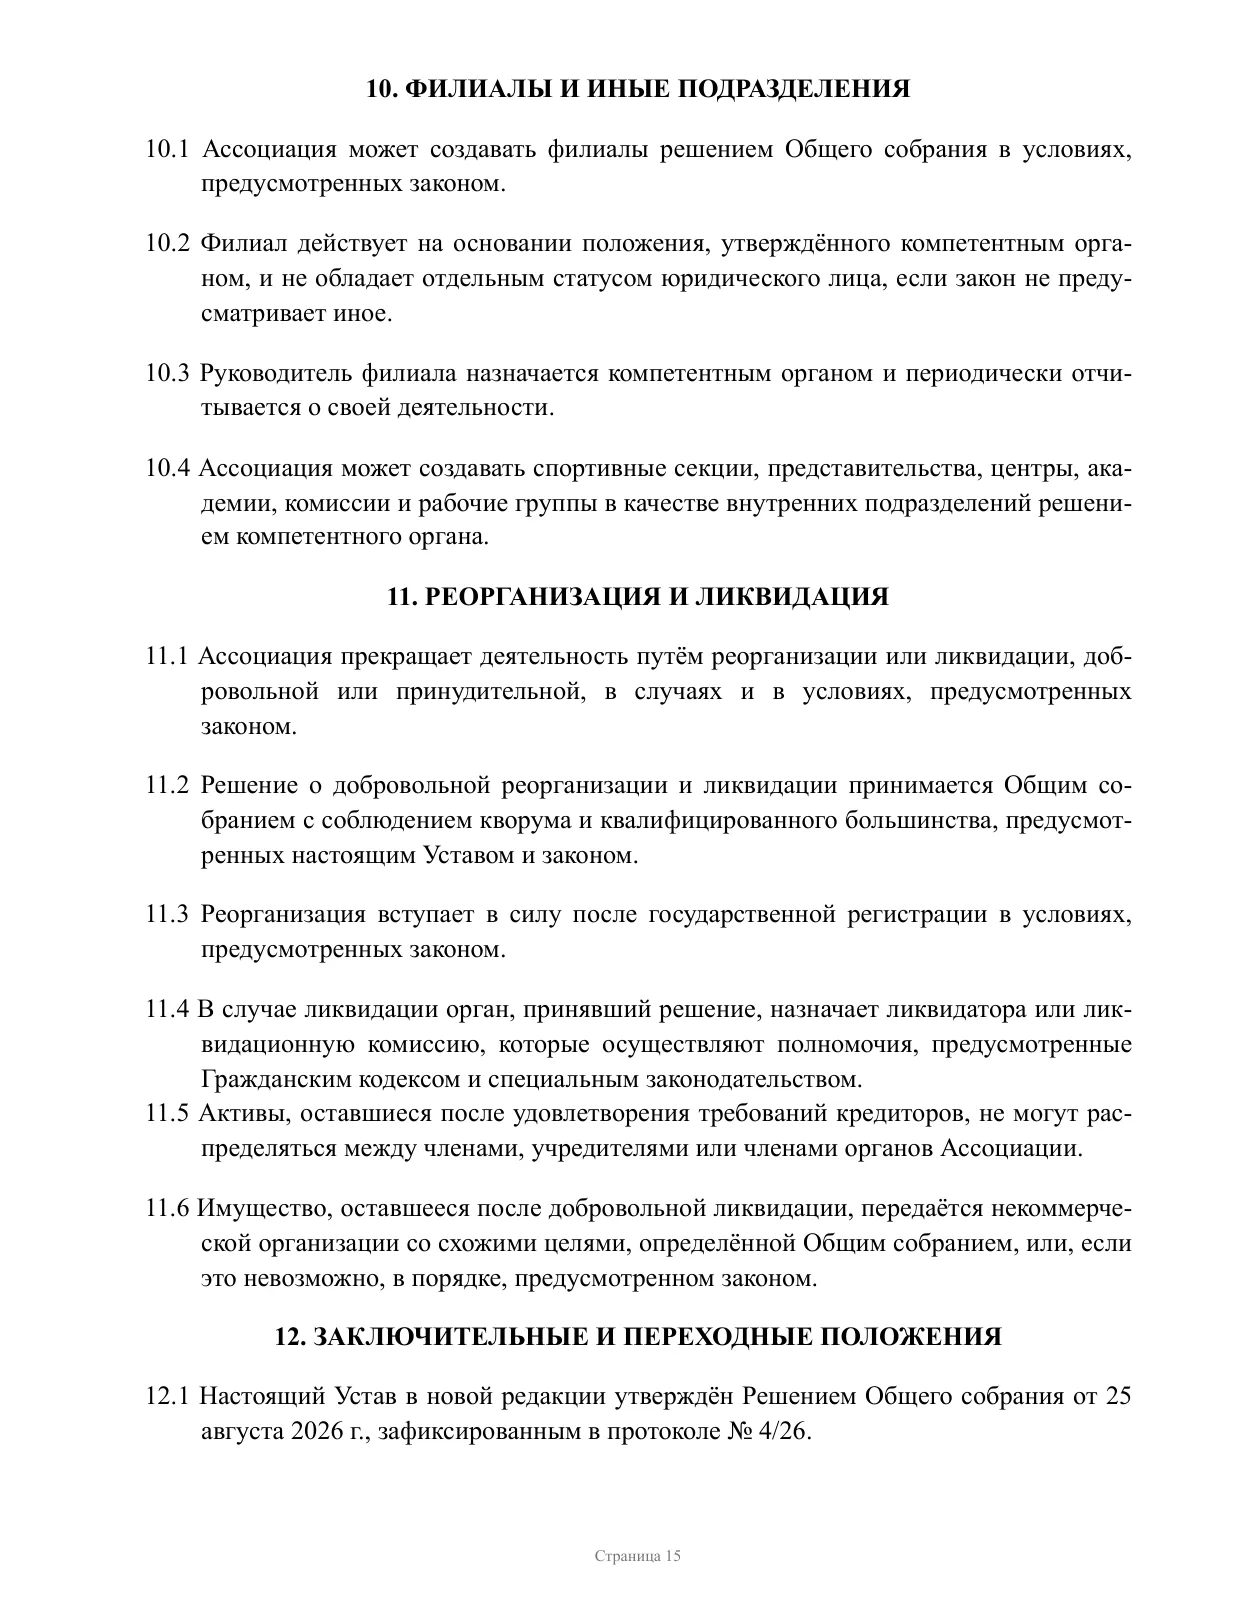 10. ФИЛИАЛЫ И ИНЫЕ ПОДРАЗДЕЛЕНИЯ
10.1 Ассоциация может создавать филиалы решением Общего собрания в условиях,
предусмотренных законом.
10.2 Филиал действует на основании положения, утверждённого компетентным орга-
ном, и не обладает отдельным статусом юридического лица, если закон не преду-
сматривает иное.
10.3 Руководитель филиала назначается компетентным органом и периодически отчи-
тывается о своей деятельности.
10.4 Ассоциация может создавать спортивные секции, представительства, центры, ака-
демии, комиссии и рабочие группы в качестве внутренних подразделений решени-
ем компетентного органа.
11. РЕОРГАНИЗАЦИЯ И ЛИКВИДАЦИЯ
11.1 Ассоциация прекращает деятельность путём реорганизации или ликвидации, доб-
ровольной или принудительной, в случаях и в условиях, предусмотренных
законом.
11.2 Решение о добровольной реорганизации и ликвидации принимается Общим со-
бранием с соблюдением кворума и квалифицированного большинства, предусмот-
ренных настоящим Уставом и законом.
11.3 Реорганизация вступает в силу после государственной регистрации в условиях,
предусмотренных законом.
11.4 В случае ликвидации орган, принявший решение, назначает ликвидатора или лик-
видационную комиссию, которые осуществляют полномочия, предусмотренные
Гражданским кодексом и специальным законодательством.
11.5 Активы, оставшиеся после удовлетворения требований кредиторов, не могут рас-
пределяться между членами, учредителями или членами органов Ассоциации.
11.6 Имущество, оставшееся после добровольной ликвидации, передаётся некоммерче-
ской организации со схожими целями, определённой Общим собранием, или, если
это невозможно, в порядке, предусмотренном законом.
12. ЗАКЛЮЧИТЕЛЬНЫЕ И ПЕРЕХОДНЫЕ ПОЛОЖЕНИЯ
12.1 Настоящий Устав в новой редакции утверждён Решением Общего собрания от 25
августа 2026 г., зафиксированным в протоколе № 4/26.
Страница 15